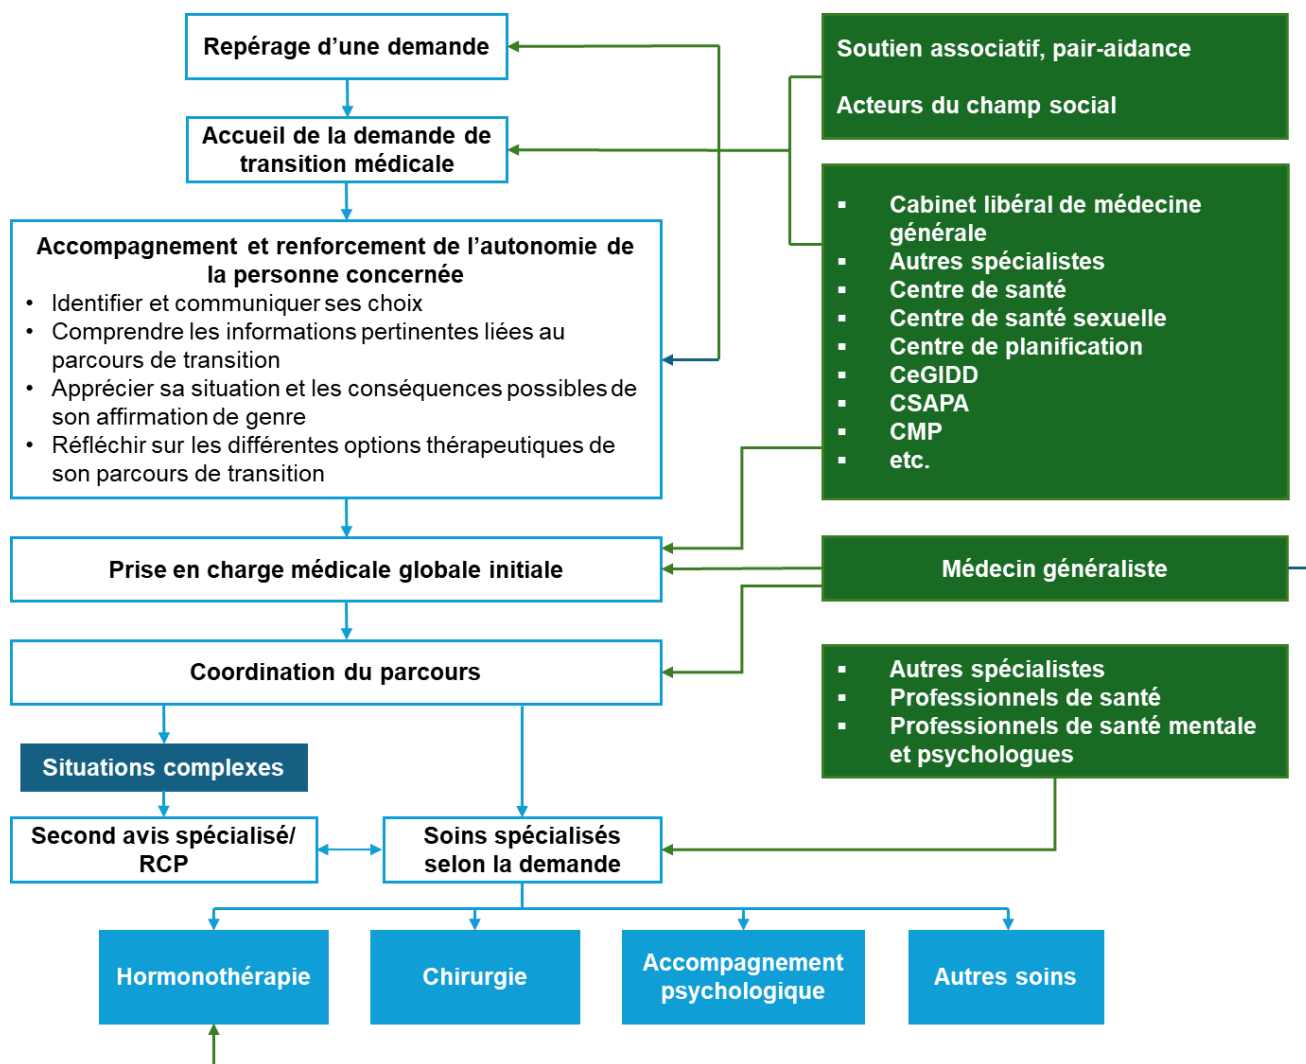 Repérage d’une demande
Accueil de la demande de
transition médicale
Accompagnement et renforcement de l’autonomie de
la personne concernée
• Identifier et communiquer ses choix
• Comprendre les informations pertinentes liées au
parcours de transition
• Apprécier sa situation et les conséquences possibles de
son affirmation de genre
• Réfléchir sur les différentes options thérapeutiques de
son parcours de transition
Prise en charge médicale globale initiale
Coordination du parcours
Situations complexes
Second avis spécialisé/
RCP
Soins spécialisés
selon la demande
Hormonothérapie
Chirurgie
Accompagnement
psychologique
Autres soins
Soutien associatif, pair-aidance
Acteurs du champ social
▪ Cabinet libéral de médecine
générale
▪ Autres spécialistes
▪ Centre de santé
▪ Centre de santé sexuelle
▪ Centre de planification
▪ CeGIDD
▪ CSAPA
▪ CMP
▪ etc.
Médecin généraliste
▪ Autres spécialistes
▪ Professionnels de santé
▪ Professionnels de santé mentale
et psychologues